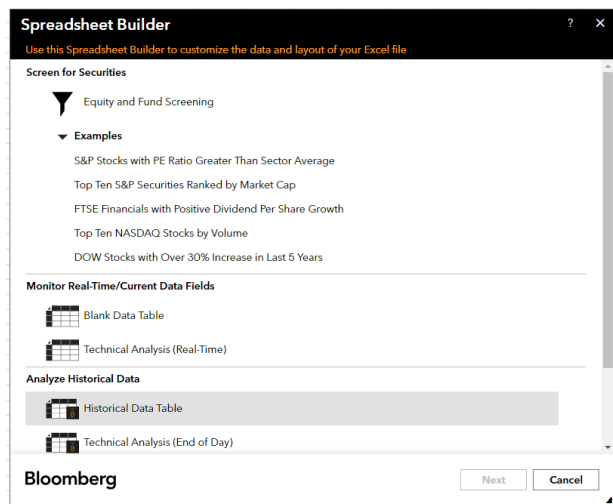 Spreadsheet Builder
?
Use this Spreadsheet Builder to customize the data and layout of your Excel file
Screen for Securities
Equity and Fund Screening
Examples
S&P Stocks with PE Ratio Greater Than Sector Average
Top Ten S&P Securities Ranked by Market Cap
FTSE Financials with Positive Dividend Per Share Growth
Top Ten NASDAQ Stocks by Volume
DOW Stocks with Over 30% Increase in Last 5 Years
Monitor Real-Time/Current Data Fields
Blank Data Table
Technical Analysis (Real-Time)
Analyze Historical Data
Historical Data Table
Technical Analysis (End of Day)
Bloomberg
Next
Cancel